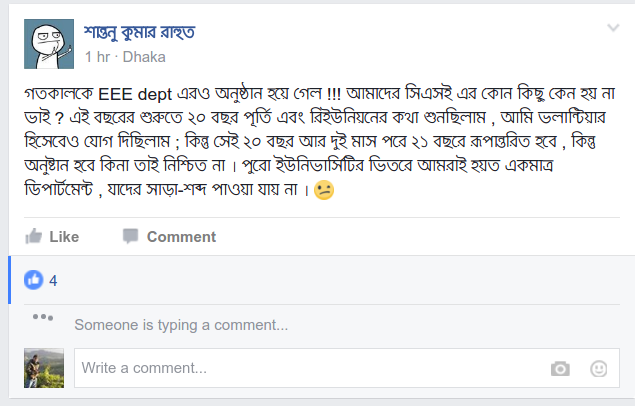 শান্তনু কুমার রাহুত
1 hr · Dhaka
গতকালকে EEE dept এরও অনুষ্ঠান হয়ে গেল !!! আমাদের সিএসই এর কোন কিছু কেন হয় না
ভাই ? এই বছরের শুরুতে ২০ বছর পূর্তি এবং রিইউনিয়নের কথা শুনছিলাম , আমি ভলান্টিয়ার
হিসেবেও যোগ দিছিলাম ; কিন্তু সেই ২০ বছর আর দুই মাস পরে ২১ বছরে রূপান্তরিত হবে , কিন্তু
অনুষ্টান হবে কিনা তাই নিশ্চিত না । পুরো ইউনিভার্সিটির ভিতরে আমরাই হয়ত একমাত্র
ডিপার্টমেন্ট , যাদের সাড়া-শব্দ পাওয়া যায় না । 😕
Like Comment
4
Someone is typing a comment...
Write a comment...